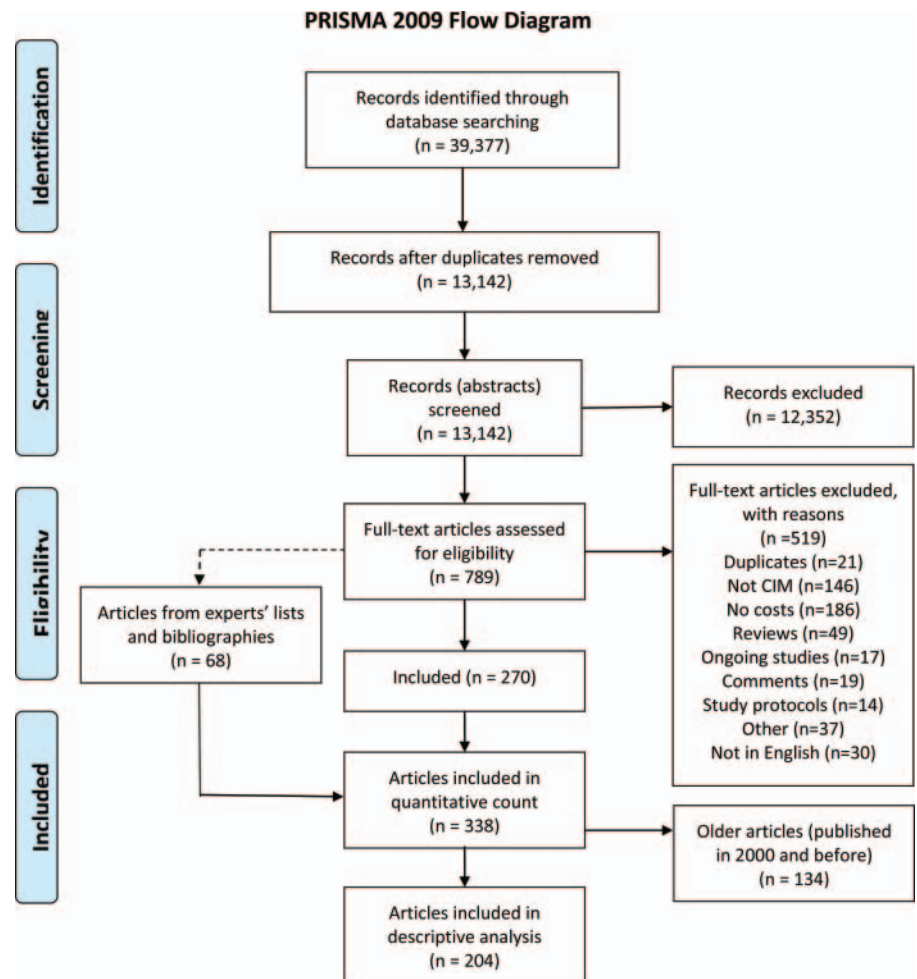 PRISMA 2009 Flow Diagram
Identification
Records identified through
database searching
(n = 39,377)
Records after duplicates removed
(n = 13,142)
Screening
Records (abstracts)
screened
(n = 13,142)
Records excluded
(n = 12,352)
Eligibility
Full-text articles assessed
for eligibility
(n = 789)
Full-text articles excluded,
with reasons
(n =519)
Duplicates (n=21)
Not CIM (n=146)
No costs (n=186)
Reviews (n=49)
Ongoing studies (n=17)
Comments (n=19)
Study protocols (n=14)
Other (n=37)
Not in English (n=30)
Articles from experts' lists
and bibliographies
(n = 68)
Included (n = 270)
Included
Articles included in
quantitative count
(n = 338)
Older articles (published
in 2000 and before)
n = 134)
Articles included in
descriptive analysis
(n = 204)